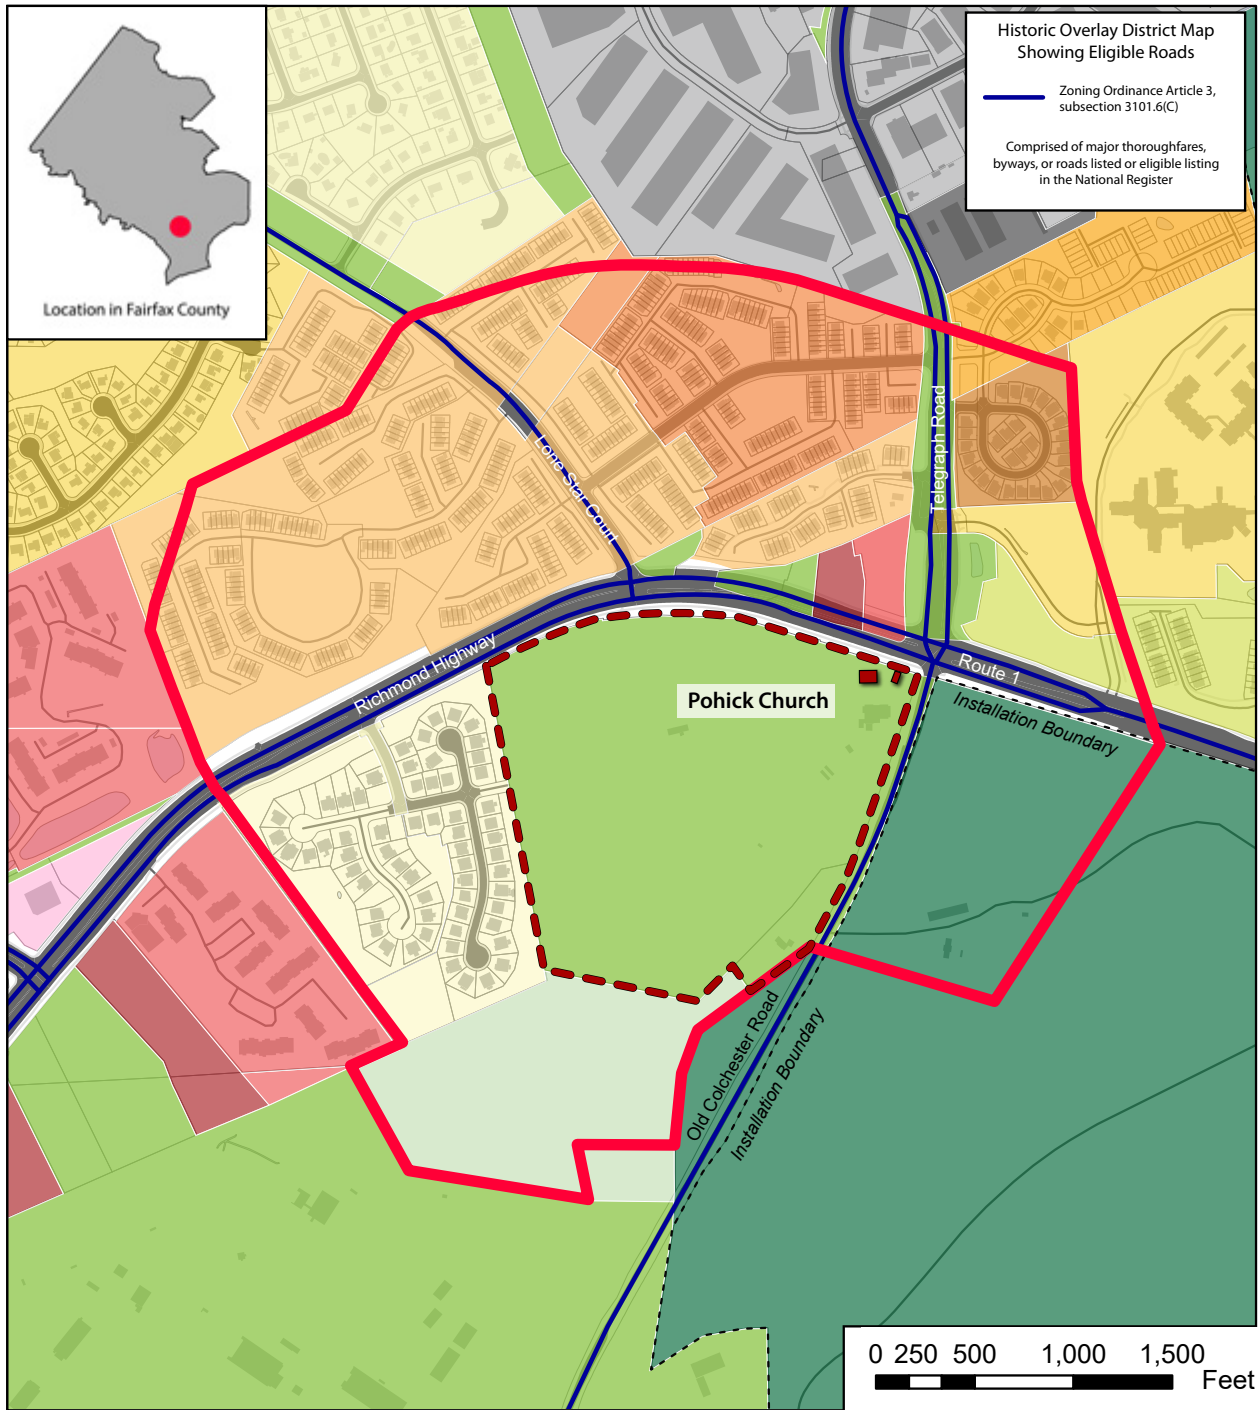 Location in Fairfax County
Historic Overlay District Map
Showing Eligible Roads
Zoning Ordinance Article 3,
subsection 3101.6(C)
Comprised of major thoroughfares,
byways, or roads listed or eligible listing
in the National Register
Lone Star Court
Telegraph Road
Richmond Highway
Route 1
Pohick Church
Installation Boundary
Old Colchester Road
Installation Boundary
0 250 500 1,000 1,500
Feet